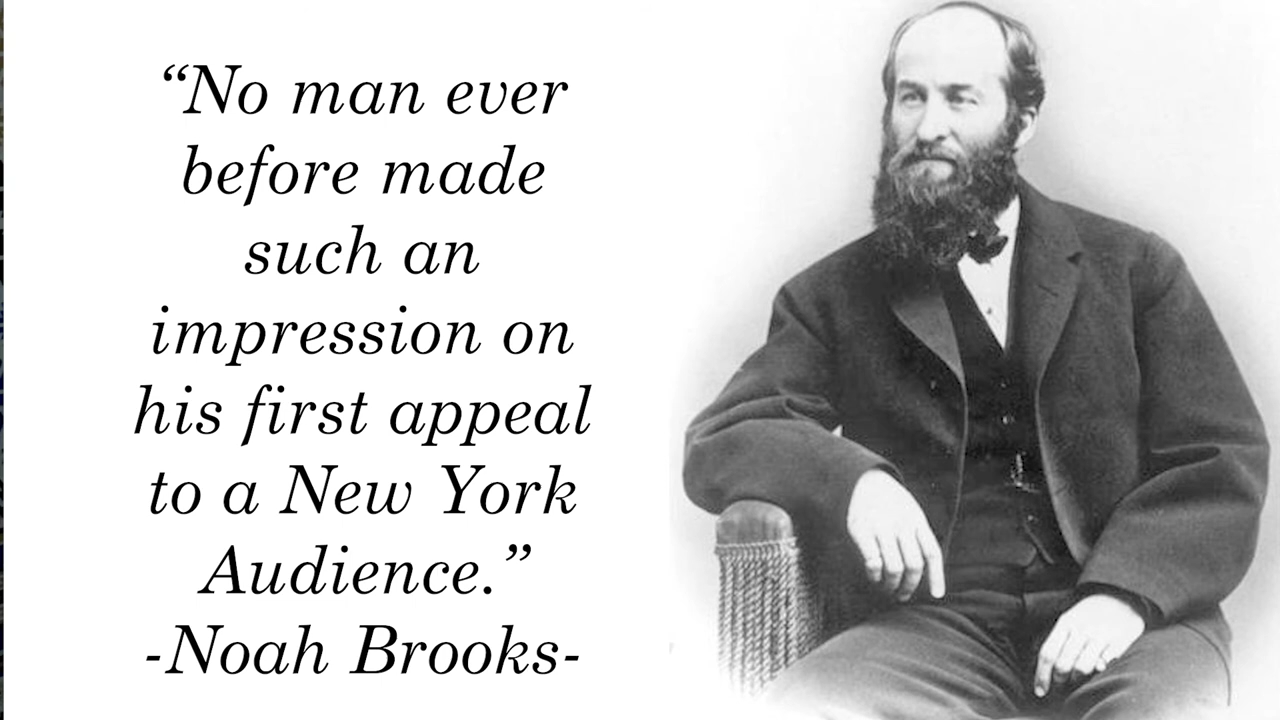 “No man ever
before made
such an
impression on
his first appeal
to a New York
Audience.”
-Noah Brooks-